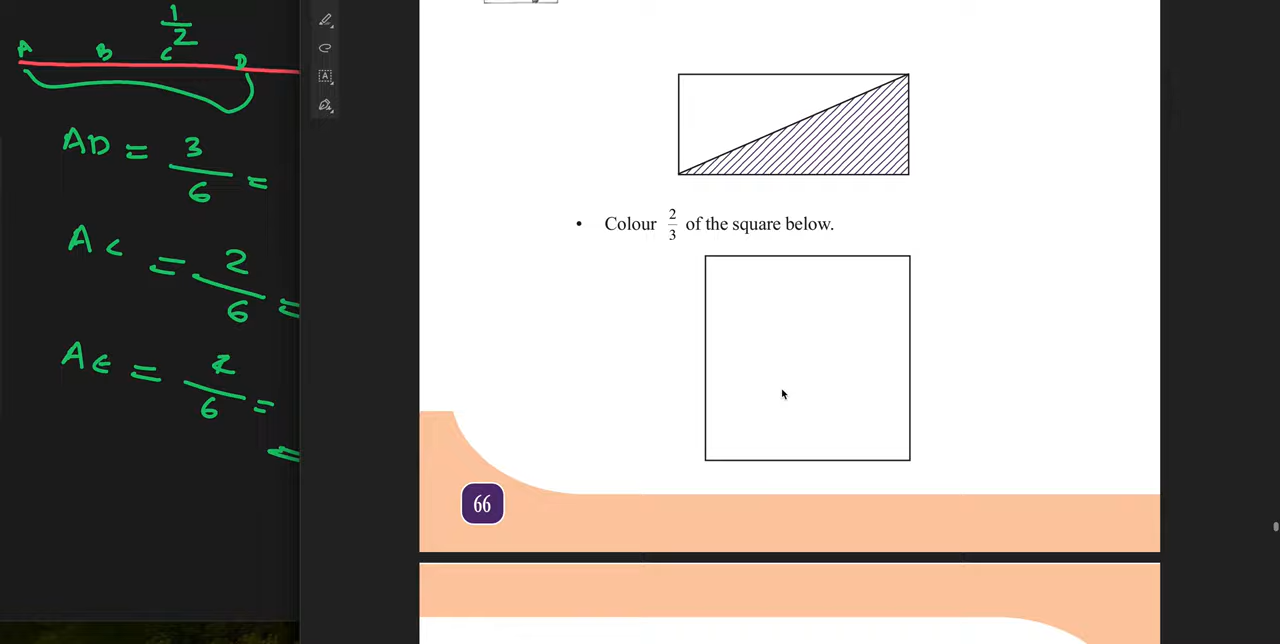 1/2
A B C D
AD = 3/6 =
AC = 2/6 =
AE = 2/6 =
=
A
• Colour 2/3 of the square below.
66